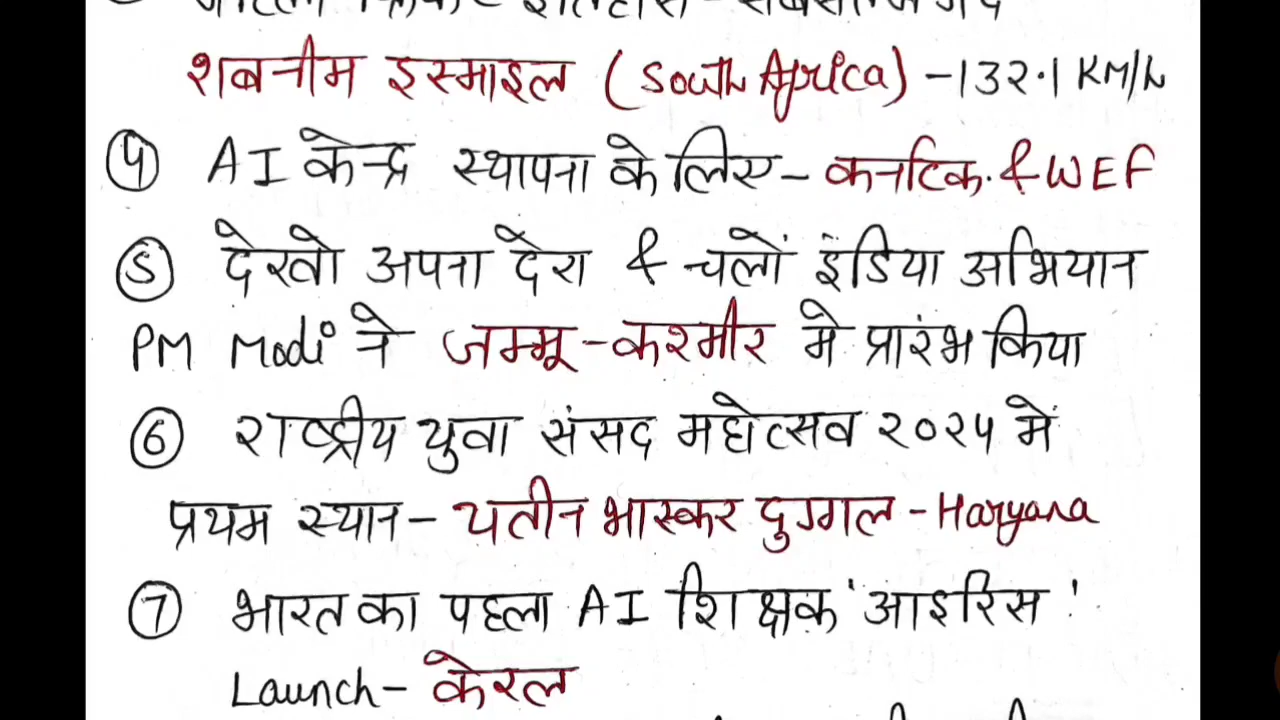 शबनीम इस्माइल (South Africa) - 132.1 KM/h
④ AI केन्द्र स्थापना के लिए - कर्नाटक. & WEF
⑤ देखो अपना देश & चलों इंडिया अभियान
PM Modi ने जम्मू - कश्मीर मे प्रारंभ किया
⑥ राष्ट्रीय युवा संसद महोत्सव २०२४ में
प्रथम स्थान - यतीन भास्कर दुग्गल - Haryana
⑦ भारत का पहला AI शिक्षक 'आइरिस'
Launch - केरल